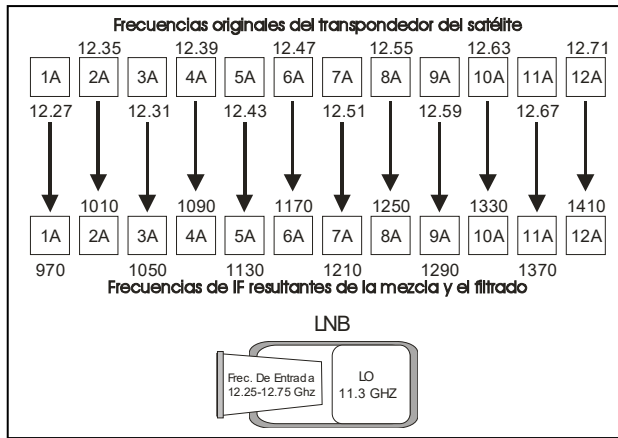 Frecuencias originales del transpondedor del satélite
12.35 12.39 12.47 12.55 12.63 12.71
1A 2A 3A 4A 5A 6A 7A 8A 9A 10A 11A 12A
12.27 12.31 12.43 12.51 12.59 12.67
1010 1090 1170 1250 1330 1410
1A 2A 3A 4A 5A 6A 7A 8A 9A 10A 11A 12A
970 1050 1130 1210 1290 1370
Frecuencias de IF resultantes de la mezcla y el filtrado
LNB
Frec. De Entrada
12.25-12.75 Ghz
LO
11.3 GHZ